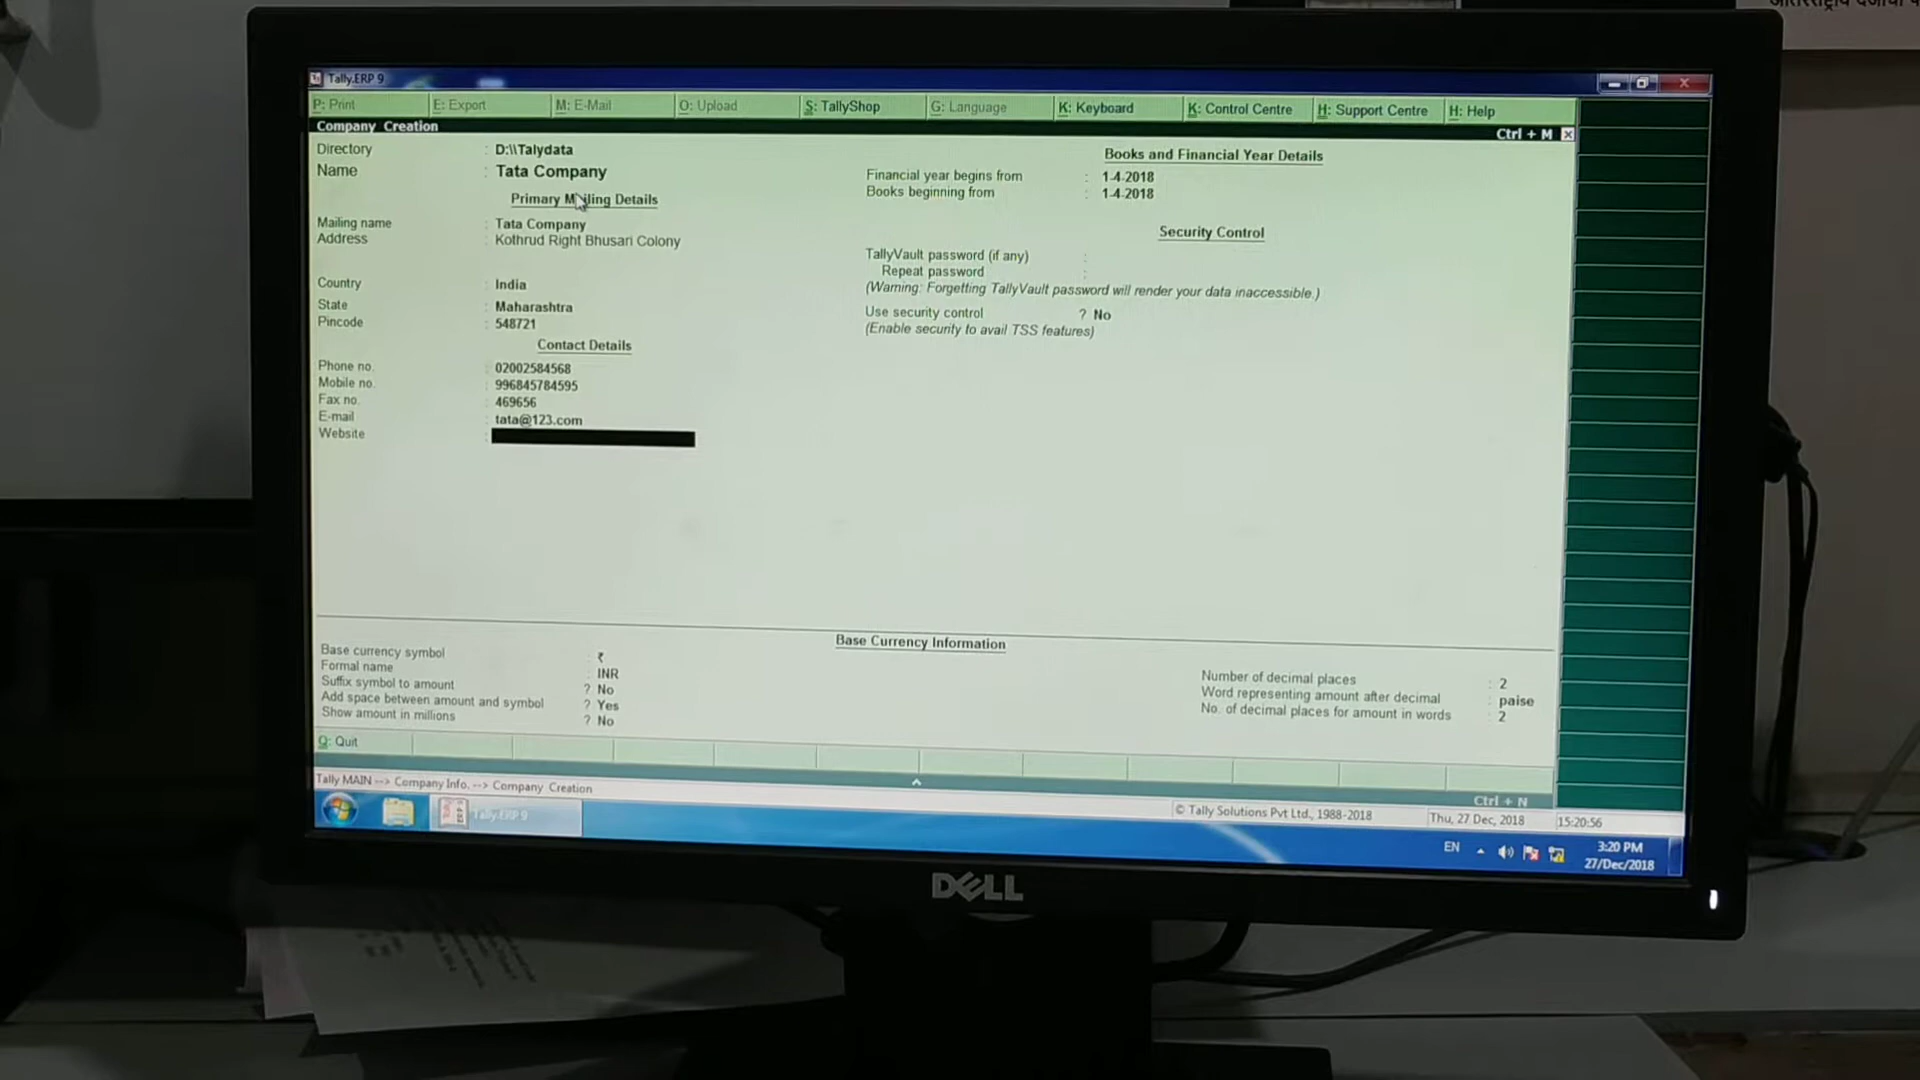 Tally.ERP 9
P: Print E: Export M: E-Mail O: Upload S: TallyShop G: Language K: Keyboard K: Control Centre H: Support Centre H: Help
Company Creation Ctrl + M
Directory : D:\\Talydata
Name : Tata Company
Primary Mailing Details
Mailing name : Tata Company
Address : Kothrud Right Bhusari Colony
Country : India
State : Maharashtra
Pincode : 548721
Contact Details
Phone no. : 02002584568
Mobile no. : 996845784595
Fax no. : 469656
E-mail : tata@123.com
Website :
Books and Financial Year Details
Financial year begins from : 1-4-2018
Books beginning from : 1-4-2018
Security Control
TallyVault password (if any) :
Repeat password :
(Warning: Forgetting TallyVault password will render your data inaccessible.)
Use security control ? No
(Enable security to avail TSS features)
Base Currency Information
Base currency symbol : ₹
Formal name : INR
Suffix symbol to amount ? No
Add space between amount and symbol ? Yes
Show amount in millions ? No
Number of decimal places : 2
Word representing amount after decimal : paise
No. of decimal places for amount in words : 2
Q: Quit
Tally MAIN --> Company Info. --> Company Creation Ctrl + N
© Tally Solutions Pvt Ltd., 1988-2018 Thu, 27 Dec, 2018 15:20:56
Tally.ERP 9
EN 3:20 PM
27/Dec/2018
DELL